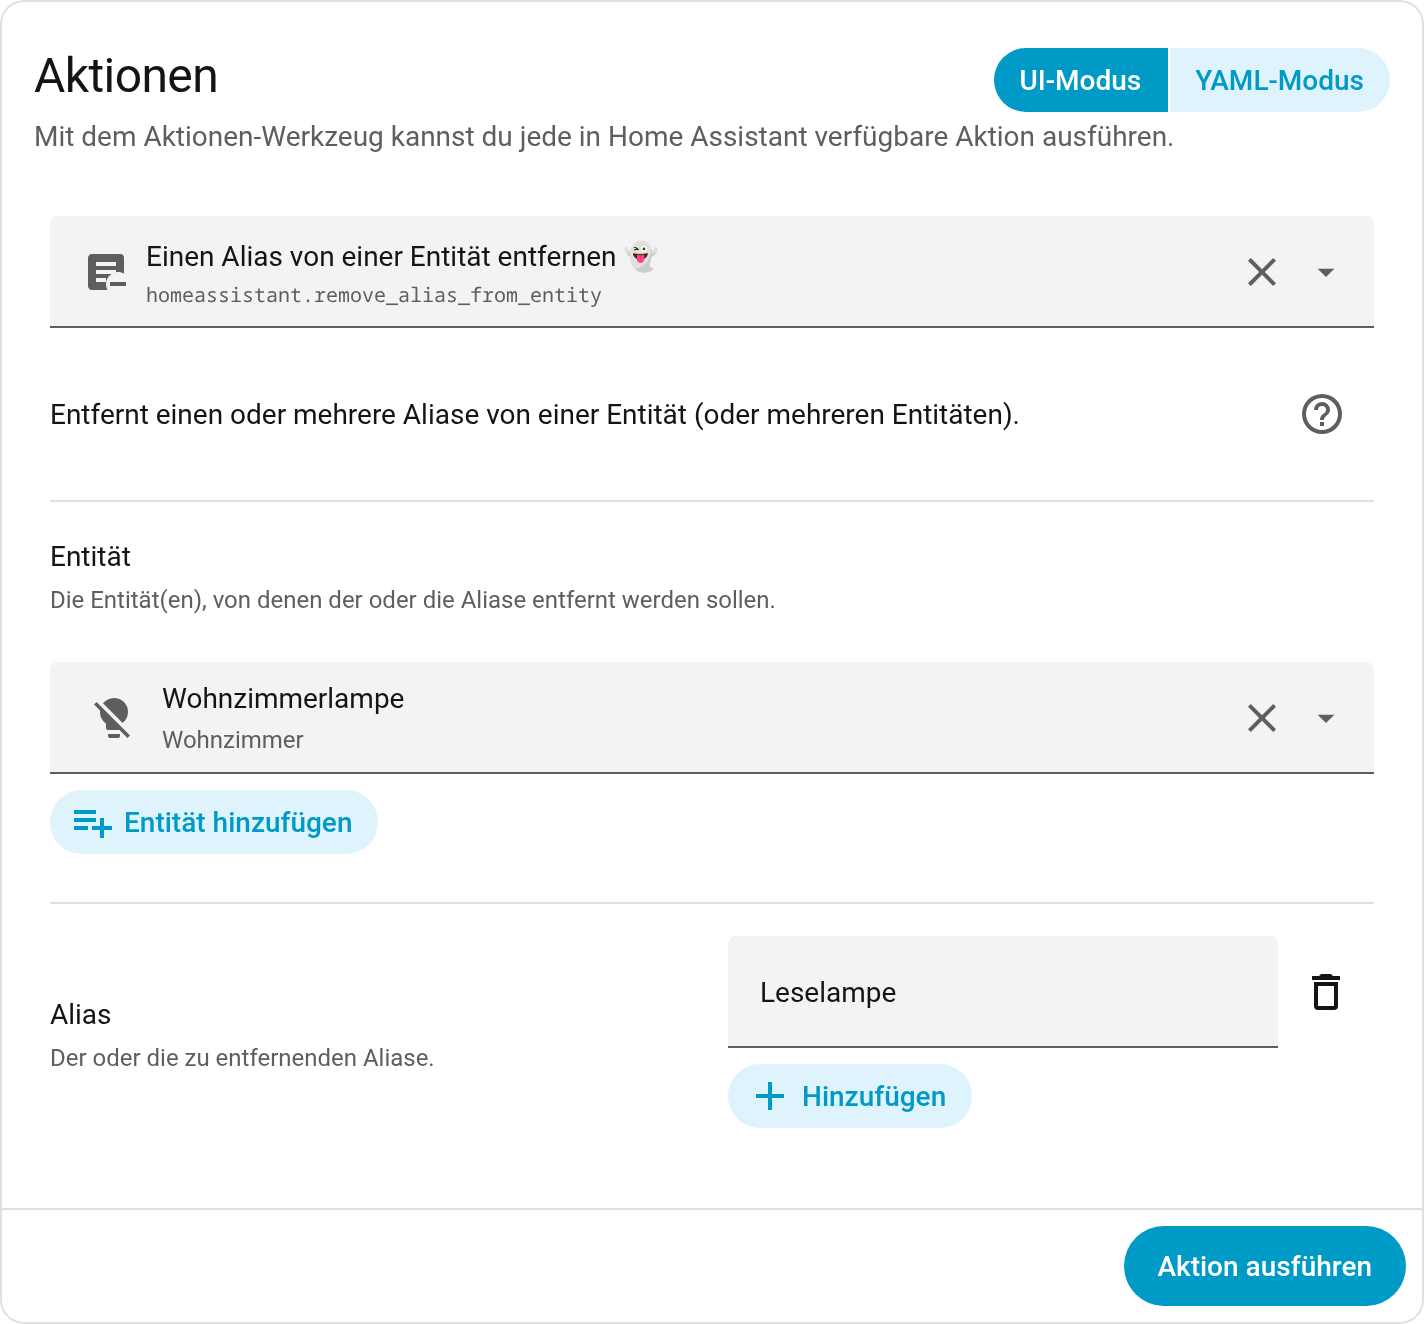 Aktionen
UI-Modus
YAML-Modus
Mit dem Aktionen-Werkzeug kannst du jede in Home Assistant verfügbare Aktion ausführen.
Einen Alias von einer Entität entfernen 👻
homeassistant.remove_alias_from_entity
Entfernt einen oder mehrere Aliase von einer Entität (oder mehreren Entitäten).
Entität
Die Entität(en), von denen der oder die Aliase entfernt werden sollen.
Wohnzimmerlampe
Wohnzimmer
Entität hinzufügen
Alias
Der oder die zu entfernenden Aliase.
Leselampe
Hinzufügen
Aktion ausführen